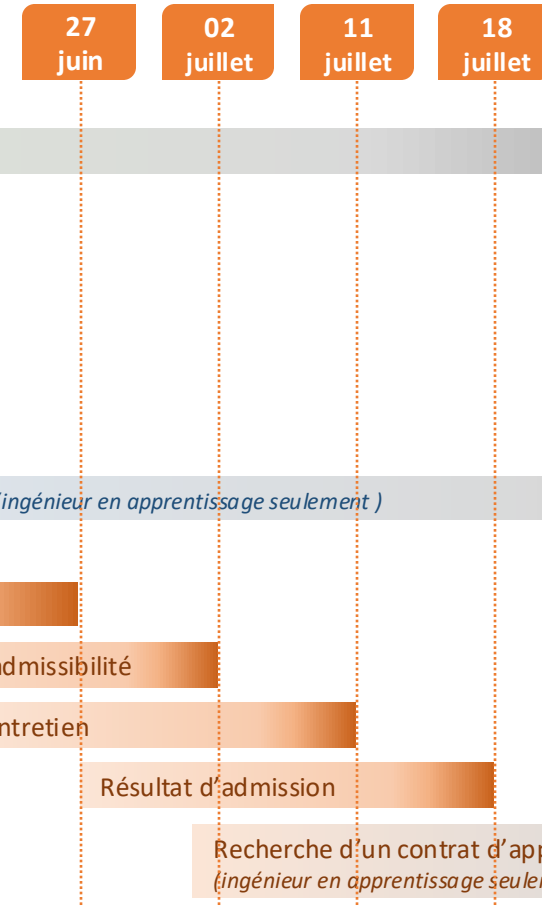 27 juin
02 juillet
11 juillet
18 juillet
ingénieur en apprentissage seulement )
admissibilité
ntretien
Résultat d’admission
Recherche d’un contrat d’app
(ingénieur en apprentissage seulem